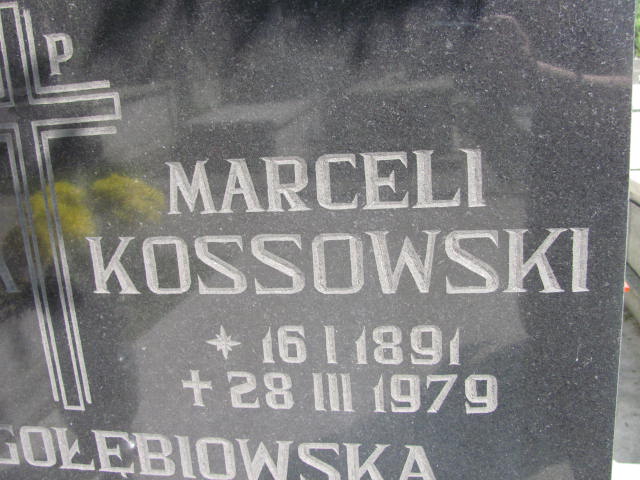 P
MARCELI
KOSSOWSKI
* 16 I 1891
+ 28 III 1979
GOŁĘBIOWSKA